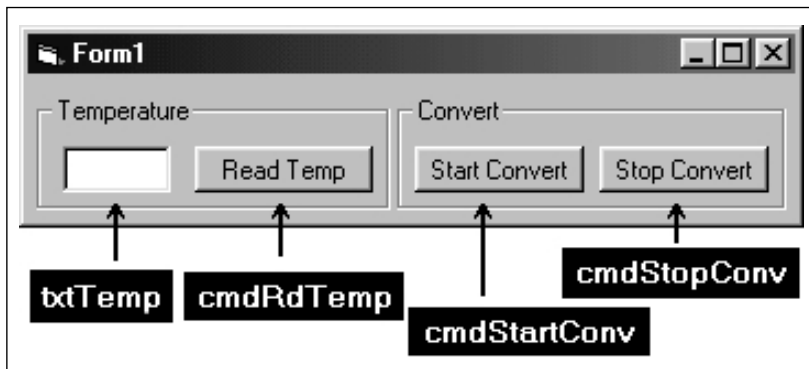 Form1
Temperature
Convert
Read Temp
Start Convert
Stop Convert
txtTemp
cmdRdTemp
cmdStartConv
cmdStopConv